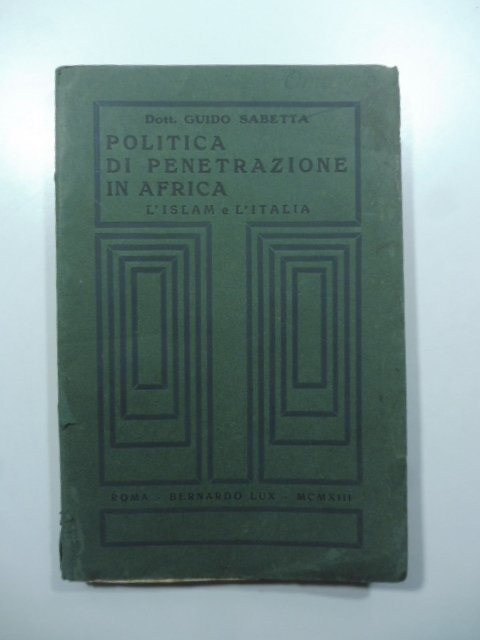 Dott. GUIDO SABETTA
POLITICA
DI PENETRAZIONE
IN AFRICA
L'ISLAM e L'ITALIA
ROMA - BERNARDO LUX - MCMXIII